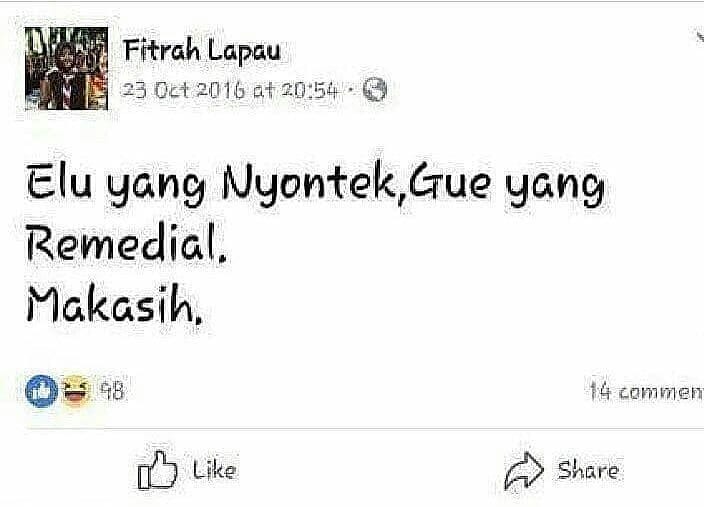 Fitrah Lapau
23 Oct 2016 at 20:54 ·
Elu yang Nyontek,Gue yang
Remedial.
Makasih.
98
14 commen
Like
Share